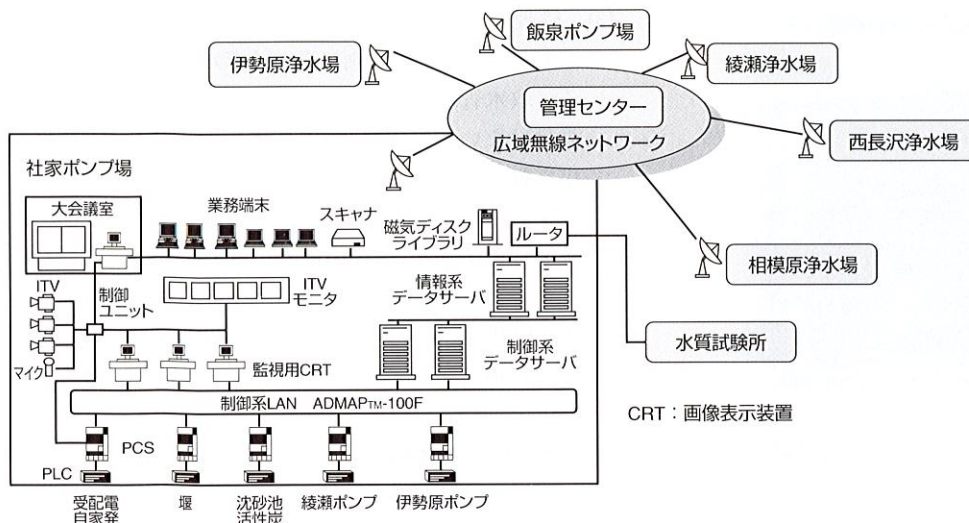 飯泉ポンプ場
伊勢原浄水場
綾瀬浄水場
管理センター
広域無線ネットワーク
西長沢浄水場
社家ポンプ場
大会議室
業務端末
スキャナ
磁気ディスク
ライブラリ
ルータ
相模原浄水場
ITV
制御
ユニット
ITV
モニタ
情報系
データサーバ
マイク
監視用CRT
制御系
データサーバ
水質試験所
制御系LAN ADMAPTM-100F
CRT：画像表示装置
PCS
PLC
受配電
自家発
堰
沈砂池
活性炭
綾瀬ポンプ
伊勢原ポンプ